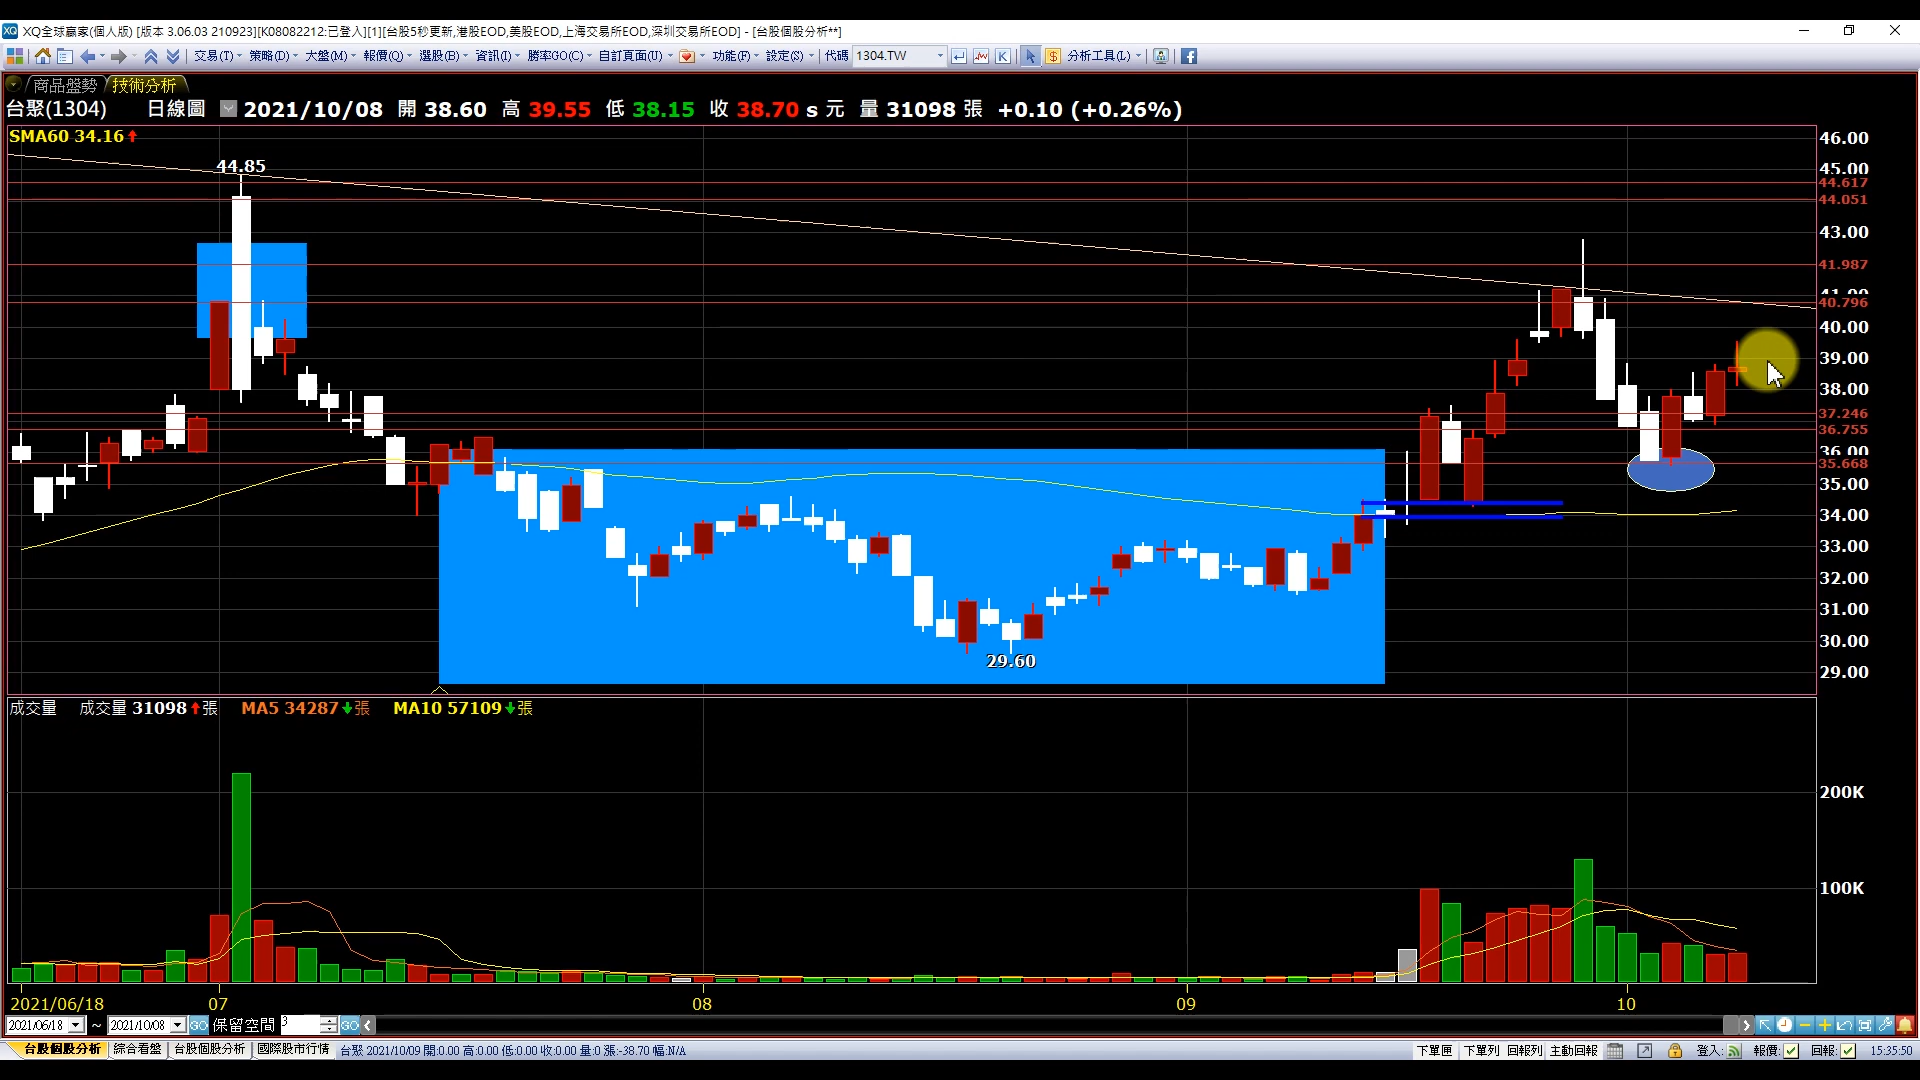 XQ全球贏家(個人版) [版本 3.06.03 210923][K08082212:已登入][1][台股5秒更新,港股EOD,美股EOD,上海交易所EOD,深圳交易所EOD] - [台股個股分析**]
交易(T) 策略(D) 大盤(M) 報價(Q) 選股(B) 資訊(I) 勝率GO(C) 自訂頁面(U) 功能(F) 設定(S) 代碼 1304.TW K $ 分析工具(L)
商品盤勢 技術分析
台聚(1304) 日線圖 2021/10/08 開 38.60 高 39.55 低 38.15 收 38.70 s 元 量 31098 張 +0.10 (+0.26%)
SMA60 34.16
46.00
44.85
45.00
44.617
44.051
43.00
41.987
41.00
40.796
40.00
39.00
38.00
37.246
36.755
36.00
35.668
35.00
34.00
33.00
32.00
31.00
30.00
29.60
29.00
成交量 成交量 31098 張 MA5 34287 張 MA10 57109 張
200K
100K
2021/06/18 07 08 09 10
2021/06/18 ~ 2021/10/08 GO 保留空間 3 GO
台股個股分析 綜合看盤 台股個股分析 國際股市行情 台聚 2021/10/09 開:0.00 高:0.00 低:0.00 收:0.00 量:0 漲:-38.70 幅:N/A 下單匣 下單列 回報列 主動回報 登入: 報價: 回報: 15:35:50